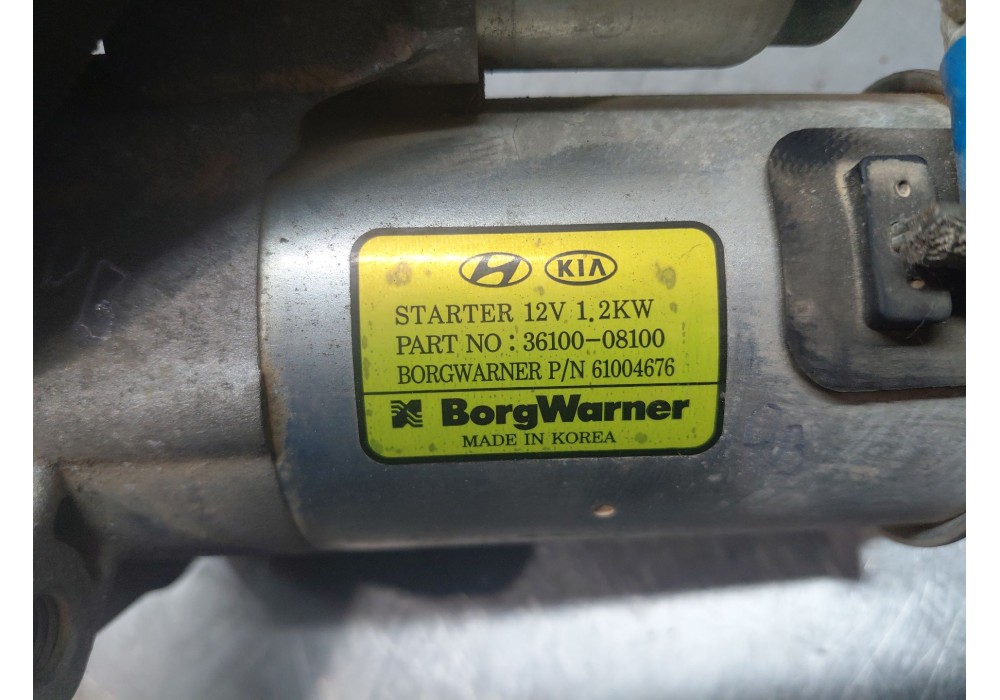 KIA
STARTER 12V 1.2KW
PART NO : 36100-08100
BORGWARNER P/N 61004676
BorgWarner
MADE IN KOREA